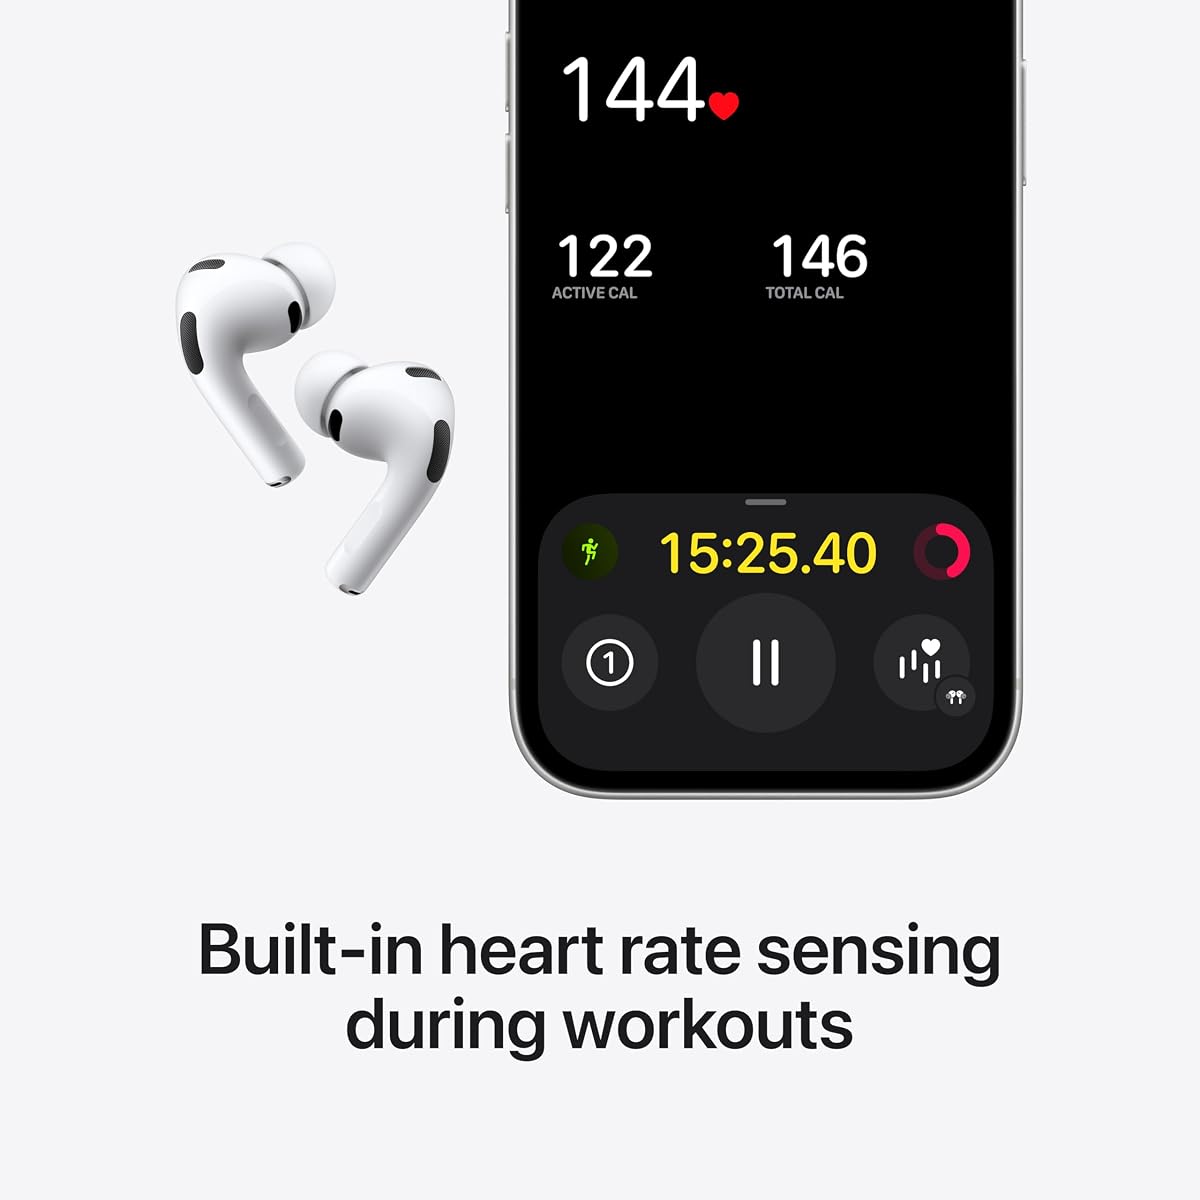 144
122 146
ACTIVE CAL TOTAL CAL
15:25.40
1
Built-in heart rate sensing
during workouts